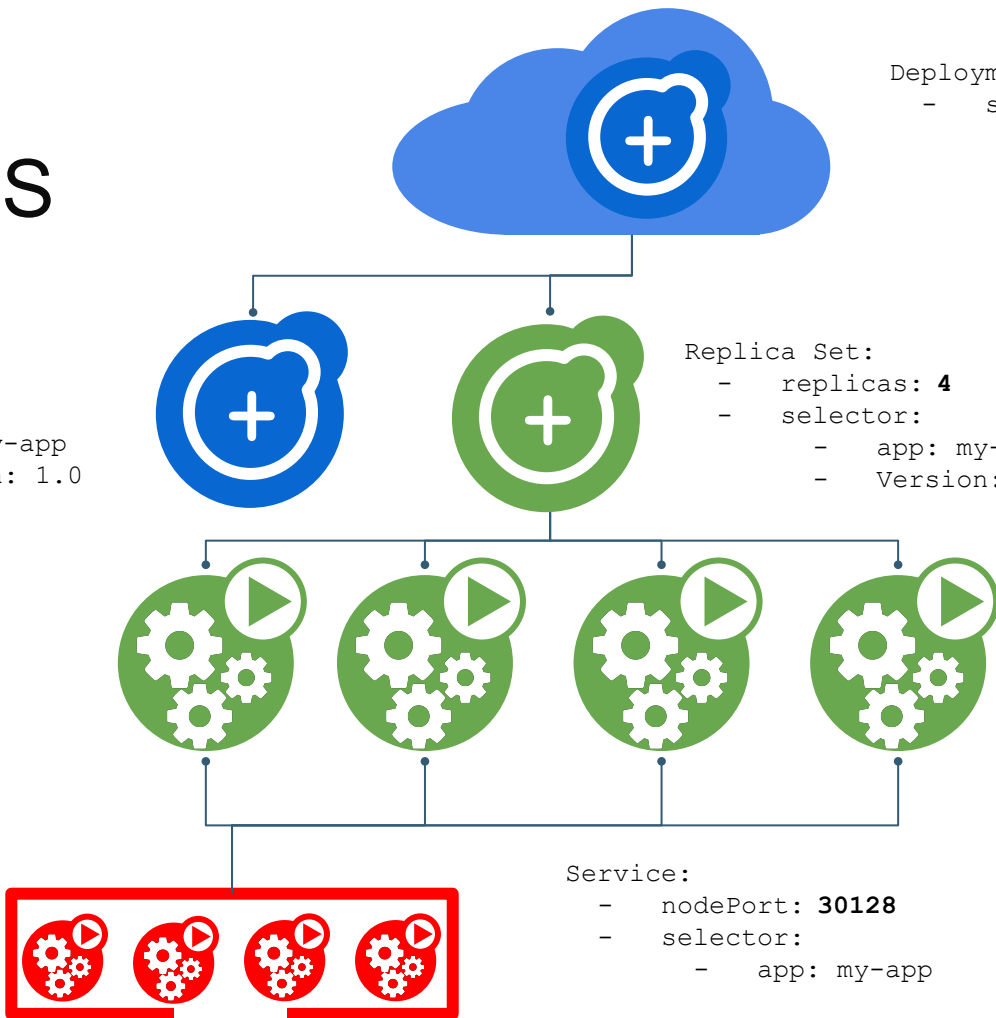 Deploym
- s
s
Replica Set:
- replicas: 4
- selector:
- app: my-
- Version:
y-app
: 1.0
Service:
- nodePort: 30128
- selector:
- app: my-app